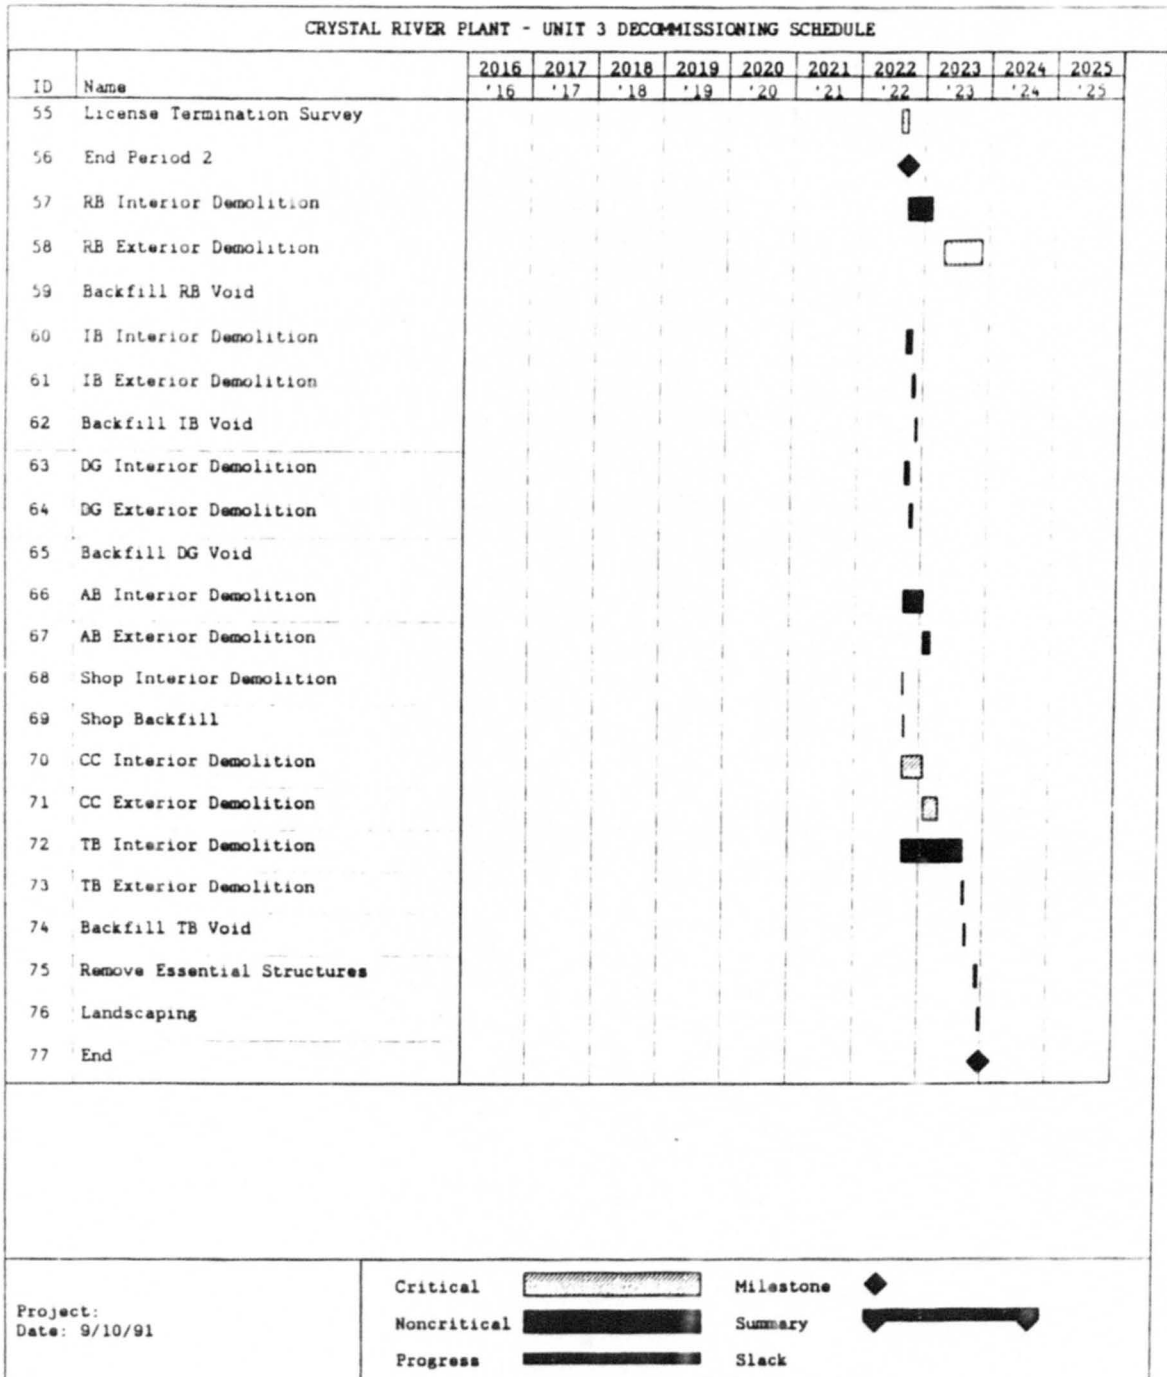 CRYSTAL RIVER PLANT - UNIT 3 DECOMMISSIONING SCHEDULE
2016 2017 2018 2019 2020 2021 2022 2023 2024 2025
ID Name '16 '17 '18 '19 '20 '21 '22 '23 '24 '25
55 License Termination Survey
56 End Period 2
57 RB Interior Demolition
58 RB Exterior Demolition
59 Backfill RB Void
60 IB Interior Demolition
61 IB Exterior Demolition
62 Backfill IB Void
63 DG Interior Demolition
64 DG Exterior Demolition
65 Backfill DG Void
66 AB Interior Demolition
67 AB Exterior Demolition
68 Shop Interior Demolition
69 Shop Backfill
70 CC Interior Demolition
71 CC Exterior Demolition
72 TB Interior Demolition
73 TB Exterior Demolition
74 Backfill TB Void
75 Remove Essential Structures
76 Landscaping
77 End
Project:
Date: 9/10/91
Critical Milestone
Noncritical Summary
Progress Slack